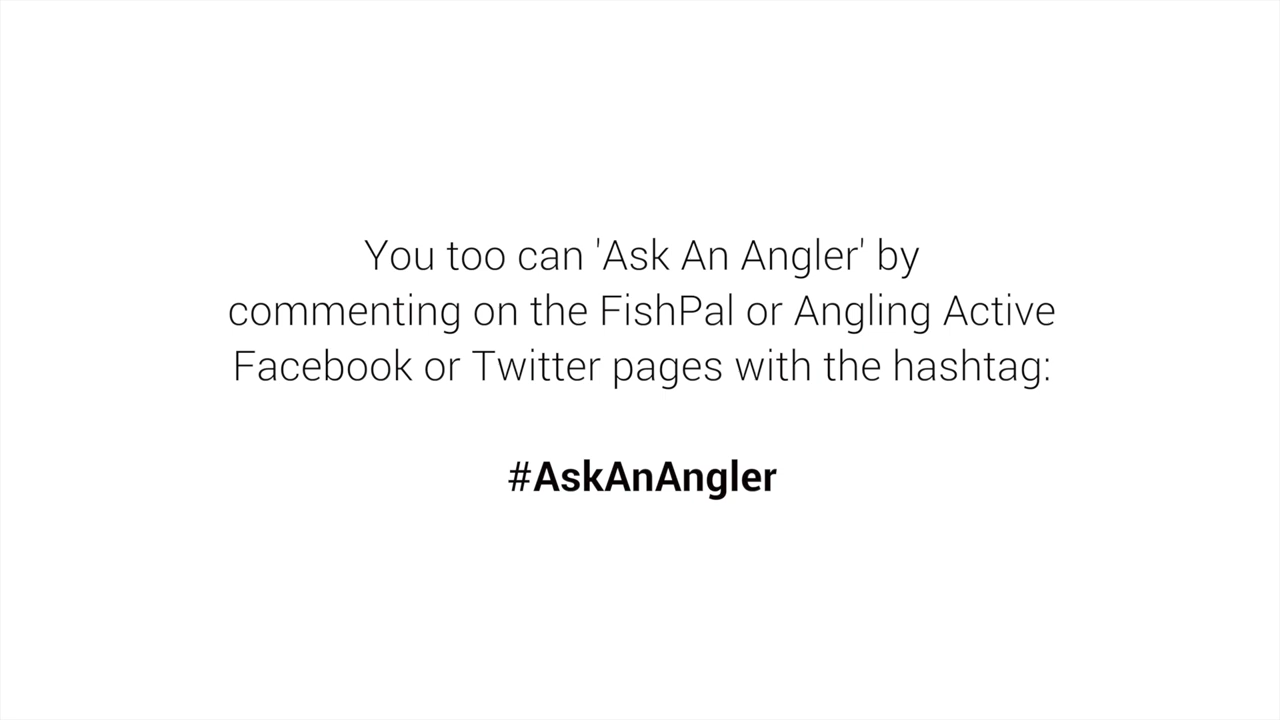 You too can 'Ask An Angler' by
commenting on the FishPal or Angling Active
Facebook or Twitter pages with the hashtag:
#AskAnAngler